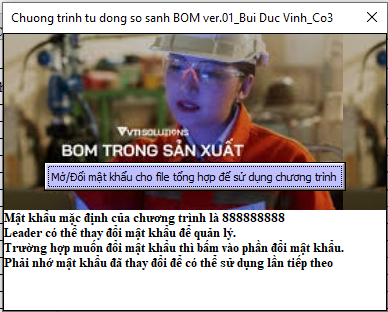 Chuong trinh tu dong so sanh BOM ver.01_Bui Duc Vinh_Co3
VTI SOLUTIONS
BOM TRONG SẢN XUẤT
Mở/Đổi mật khẩu cho file tổng hợp để sử dụng chương trình
Mật khẩu mặc định của chương trình là 888888888
Leader có thể thay đổi mật khẩu để quản lý.
Trường hợp muốn đổi mật khẩu thì bấm vào phần đổi mật khẩu.
Phải nhớ mật khẩu đã thay đổi để có thể sử dụng lần tiếp theo